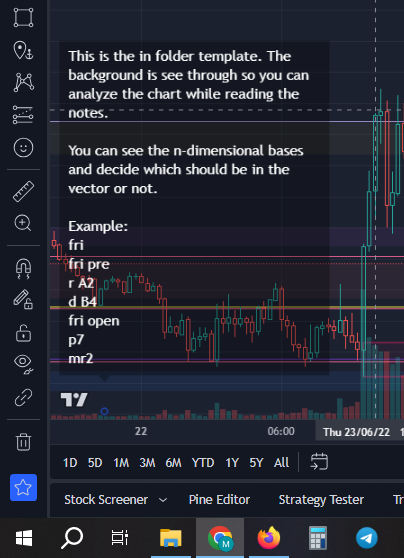 This is the in folder template. The
background is see through so you can
analyze the chart while reading the
notes.
You can see the n-dimensional bases
and decide which should be in the
vector or not.
Example:
fri
fri pre
r A2
d B4
fri open
p7
mr2
22
06:00
Thu 23/06/22
1D 5D 1M 3M 6M YTD 1Y 5Y All
Stock Screener Pine Editor Strategy Tester